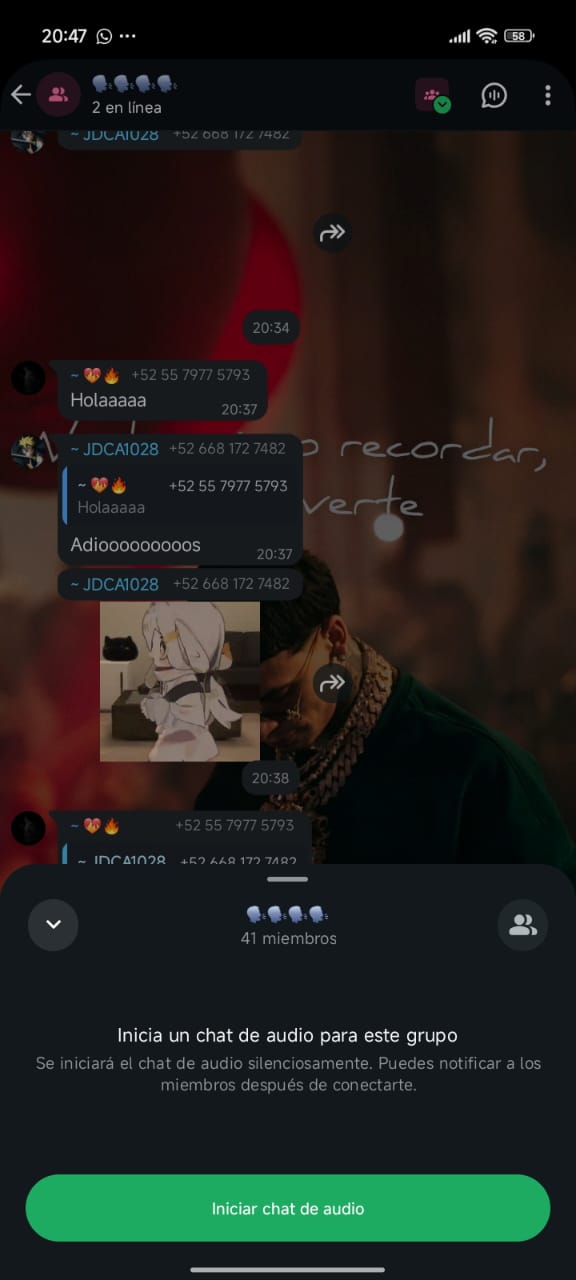 20:47
58
🗣🗣🗣🗣
2 en línea
~ JDCA1028 +52 668 172 7482
20:34
~ ❤️‍🩹🔥 +52 55 7977 5793
Holaaaaa
20:37
recordar,
~ JDCA1028 +52 668 172 7482
~ ❤️‍🩹🔥 +52 55 7977 5793
Holaaaaa
verte
Adiooooooooos
20:37
~ JDCA1028 +52 668 172 7482
20:38
~ ❤️‍🩹🔥 +52 55 7977 5793
~ JDCA1028 +52 668 172 7482
🗣🗣🗣🗣
41 miembros
Inicia un chat de audio para este grupo
Se iniciará el chat de audio silenciosamente. Puedes notificar a los
miembros después de conectarte.
Iniciar chat de audio